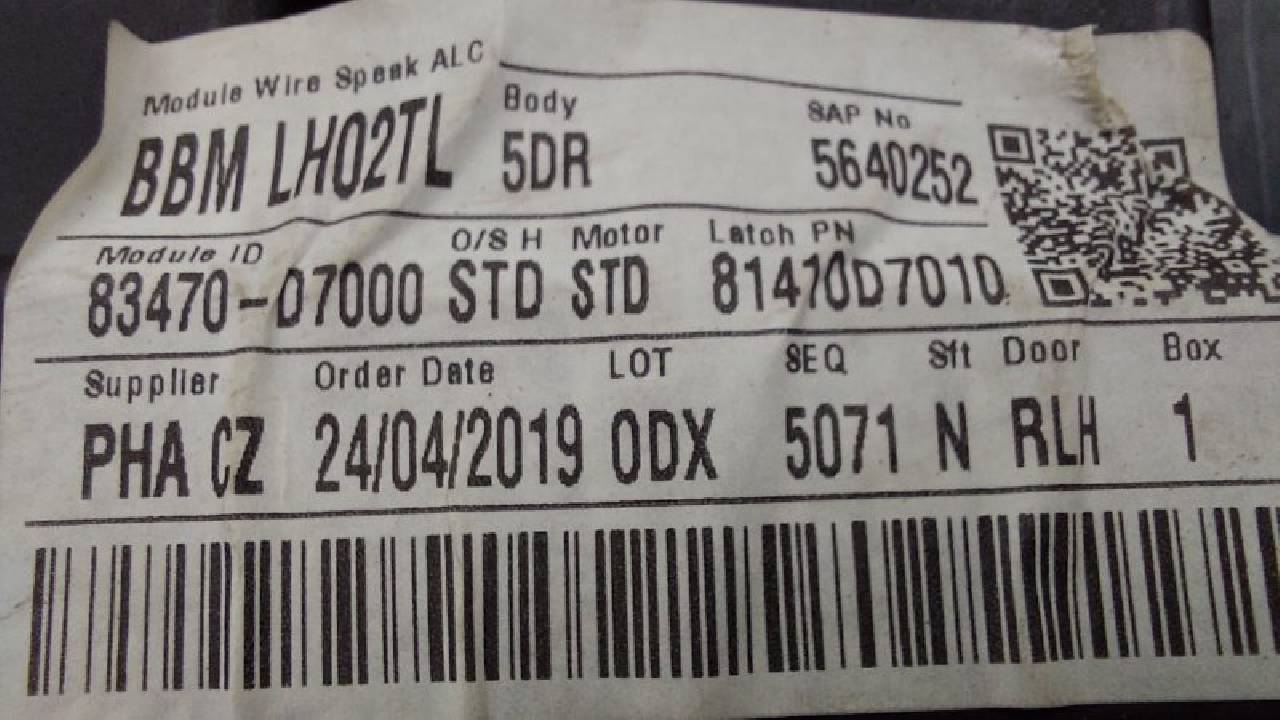 Module Wire Speak ALC Body SAP No
BBM LH02TL 5DR 5640252
Module ID O/S H Motor Latch PN
83470-D7000 STD STD 81470D7010
Supplier Order Date LOT SEQ Sft Door Box
PHA CZ 24/04/2019 0DX 5071 N RLH 1